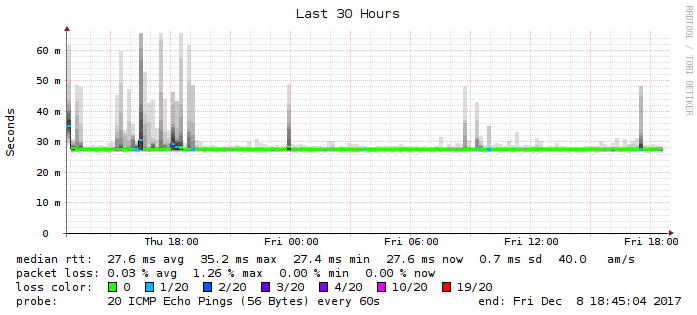 Last 30 Hours
RRDTOOL / TOBI OETIKER
Seconds
60 m
50 m
40 m
30 m
20 m
10 m
0
Thu 18:00 Fri 00:00 Fri 06:00 Fri 12:00 Fri 18:00
median rtt: 27.6 ms avg 35.2 ms max 27.4 ms min 27.6 ms now 0.7 ms sd 40.0 am/s
packet loss: 0.03 % avg 1.26 % max 0.00 % min 0.00 % now
loss color: 0 1/20 2/20 3/20 4/20 10/20 19/20
probe: 20 ICMP Echo Pings (56 Bytes) every 60s end: Fri Dec 8 18:45:04 2017